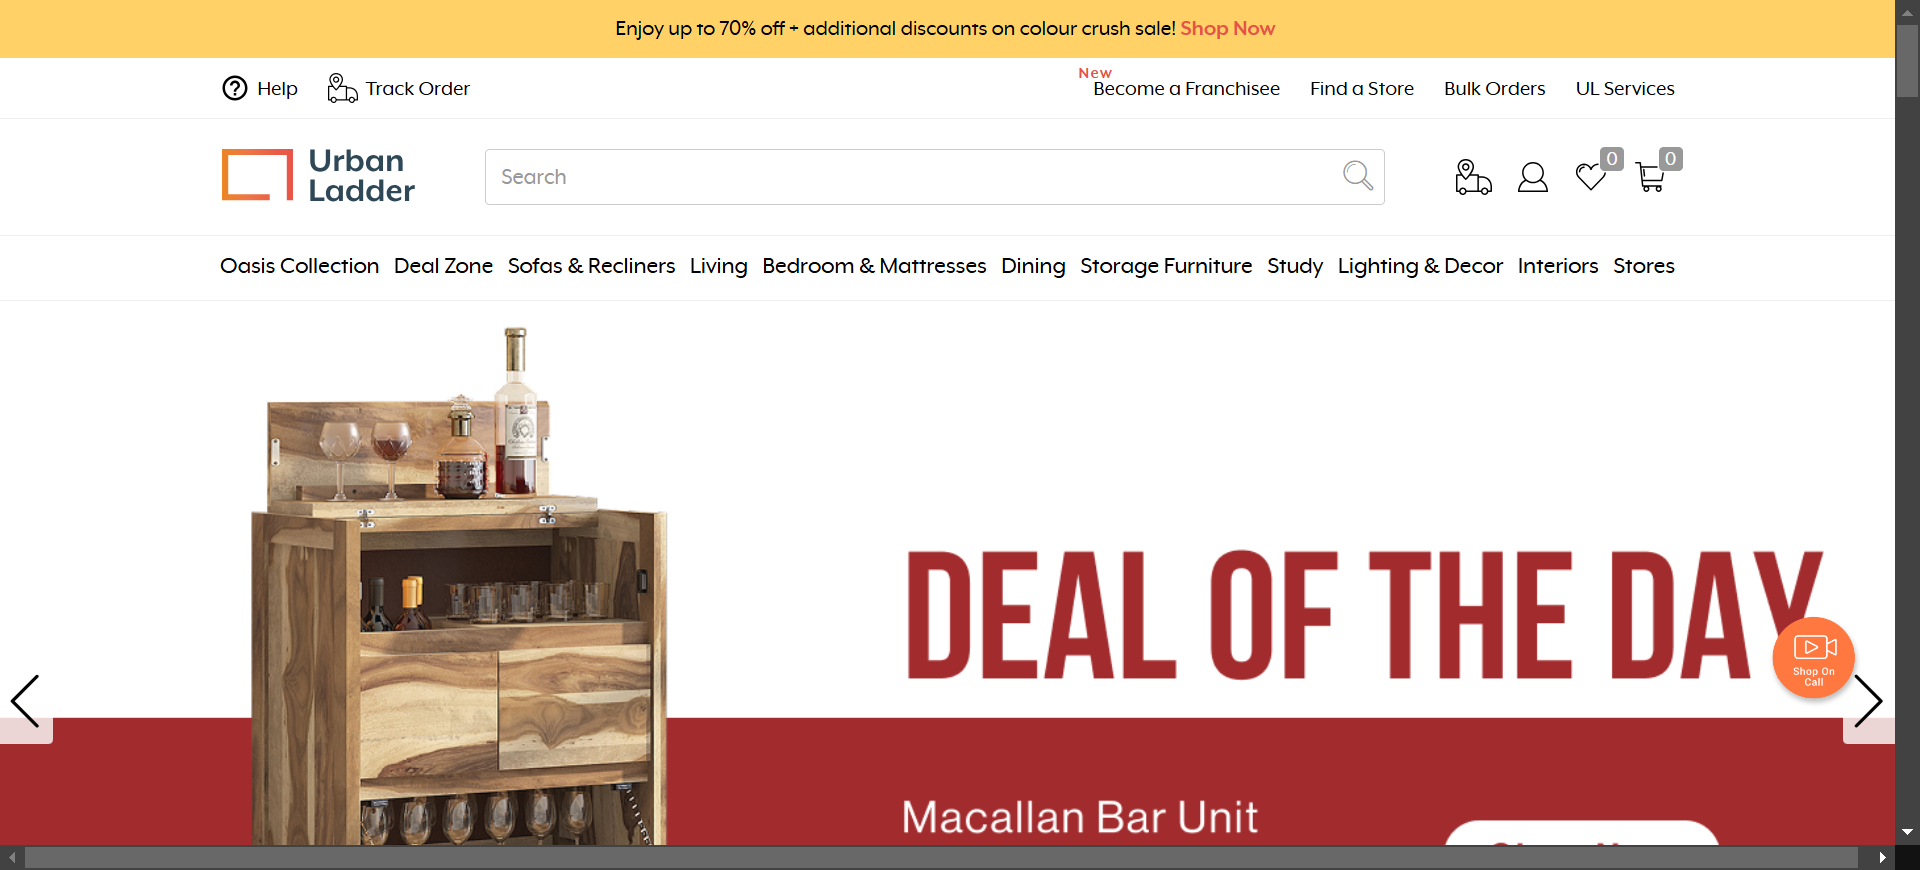 Enjoy up to 70% off + additional discounts on colour crush sale! Shop Now
Help
Track Order
New
Become a Franchisee
Find a Store
Bulk Orders
UL Services
Urban
Ladder
Search
0
0
Oasis Collection
Deal Zone
Sofas & Recliners
Living
Bedroom & Mattresses
Dining
Storage Furniture
Study
Lighting & Decor
Interiors
Stores
DEAL OF THE DAY
Shop On
Call
Macallan Bar Unit